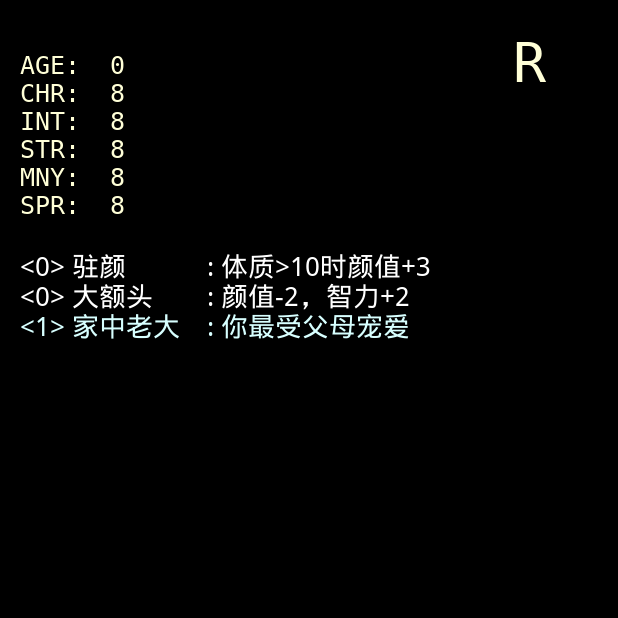 R
AGE: 0
CHR: 8
INT: 8
STR: 8
MNY: 8
SPR: 8
<0> 驻颜 : 体质>10时颜值+3
<0> 大额头 : 颜值-2，智力+2
<1> 家中老大 : 你最受父母宠爱